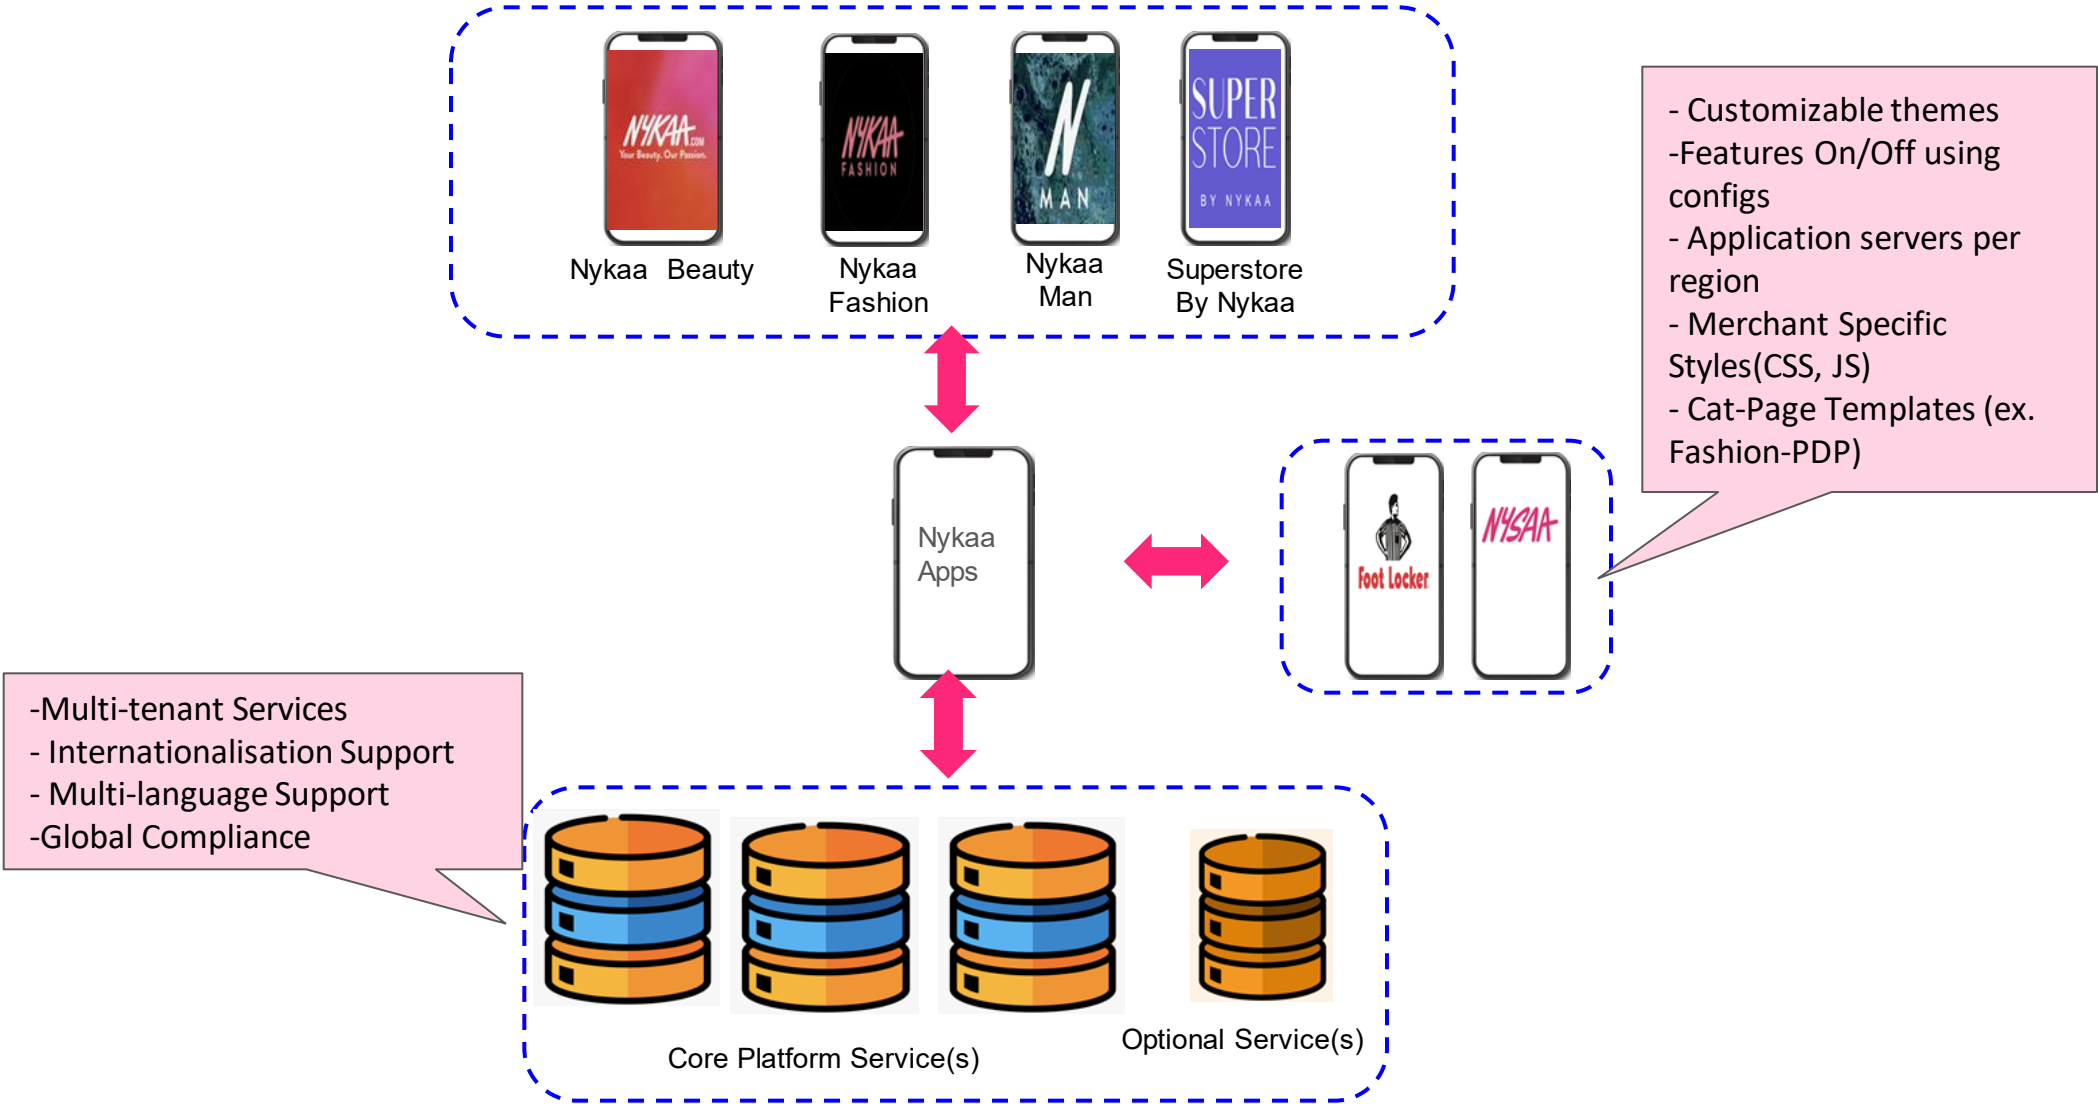 NYKAA.COM
Your Beauty. Our Passion.
Nykaa Beauty
NYKAA
FASHION
Nykaa
Fashion
N
MAN
Nykaa
Man
SUPER
STORE
BY NYKAA
Superstore
By Nykaa
- Customizable themes
-Features On/Off using
configs
- Application servers per
region
- Merchant Specific
Styles(CSS, JS)
- Cat-Page Templates (ex.
Fashion-PDP)
Nykaa
Apps
Foot Locker
NYSAA
-Multi-tenant Services
- Internationalisation Support
- Multi-language Support
-Global Compliance
Core Platform Service(s)
Optional Service(s)